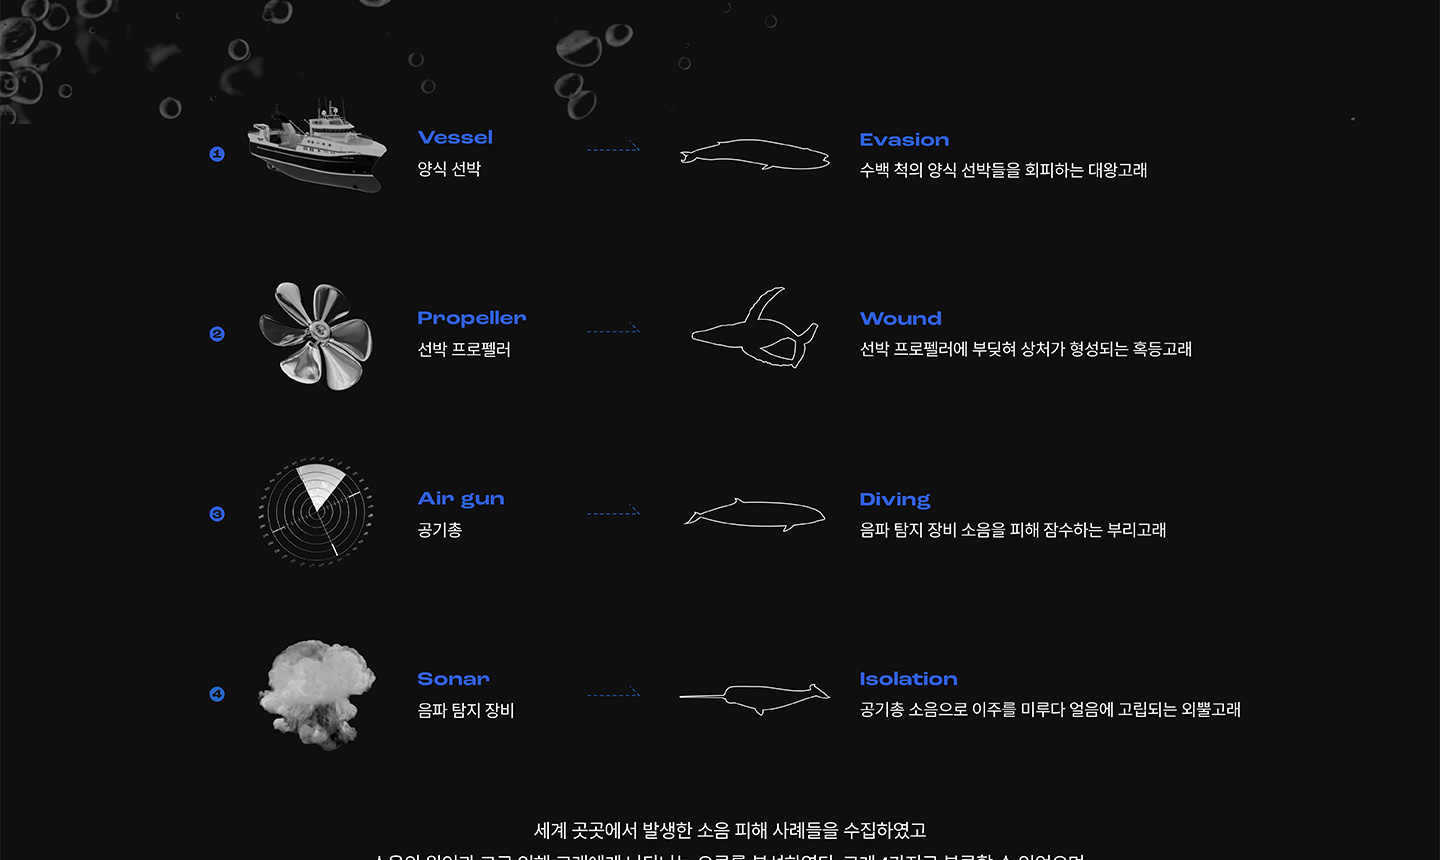 1
Vessel
양식 선박
Evasion
수백 척의 양식 선박들을 회피하는 대왕고래
2
Propeller
선박 프로펠러
Wound
선박 프로펠러에 부딪혀 상처가 형성되는 혹등고래
3
Air gun
공기총
Diving
음파 탐지 장비 소음을 피해 잠수하는 부리고래
4
Sonar
음파 탐지 장비
Isolation
공기총 소음으로 이주를 미루다 얼음에 고립되는 외뿔고래
세계 곳곳에서 발생한 소음 피해 사례들을 수집하였고